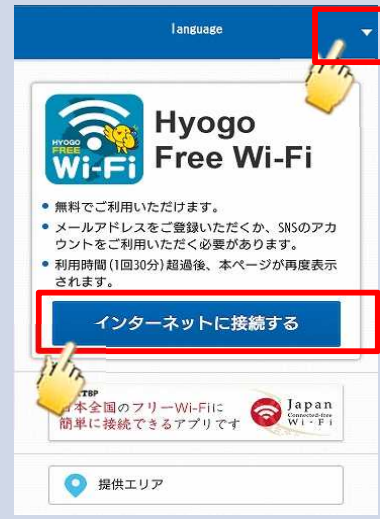 language
HYOGO
FREE
Wi-Fi
Hyogo
Free Wi-Fi
• 無料でご利用いただけます。
• メールアドレスをご登録いただくか、SNSのアカ
ウントをご利用いただく必要があります。
• 利用時間(1回30分)超過後、本ページが再度表示
されます。
インターネットに接続する
日本全国のフリーWi-Fiに
簡単に接続できるアプリです
Japan
Connected-free
Wi-Fi
提供エリア